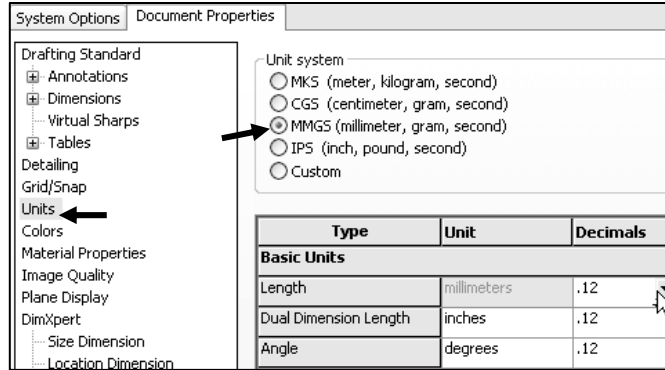 System Options Document Properties
Drafting Standard
Annotations
Dimensions
Virtual Sharps
Tables
Detailing
Grid/Snap
Units
Colors
Material Properties
Image Quality
Plane Display
DimXpert
Size Dimension
Location Dimension
Unit system
MKS (meter, kilogram, second)
CGS (centimeter, gram, second)
MMGS (millimeter, gram, second)
IPS (inch, pound, second)
Custom
Type Unit Decimals
Basic Units
Length millimeters .12
Dual Dimension Length inches .12
Angle degrees .12